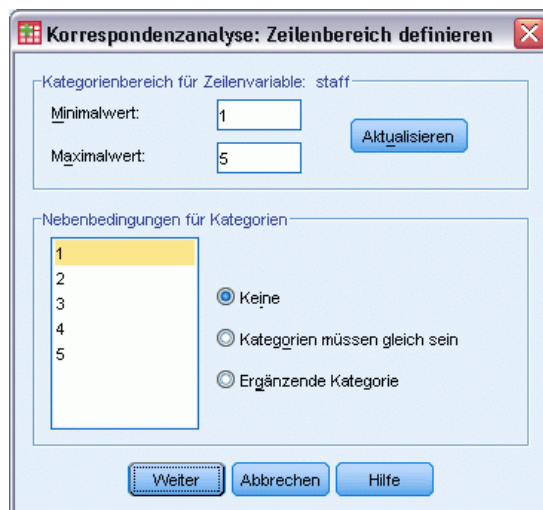 Korrespondenzanalyse: Zeilenbereich definieren
Kategorienbereich für Zeilenvariable: staff
Minimalwert: 1
Aktualisieren
Maximalwert: 5
Nebenbedingungen für Kategorien
1
2
3
4
5
Keine
Kategorien müssen gleich sein
Ergänzende Kategorie
Weiter Abbrechen Hilfe